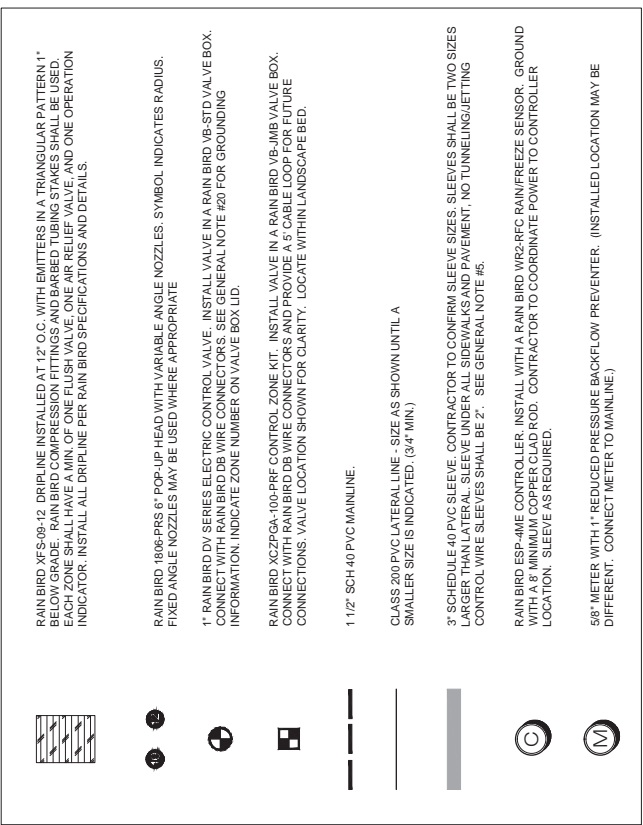 RAIN BIRD XFS-09-12 DRIPLINE INSTALLED AT 12" O.C. WITH EMITTERS IN A TRIANGULAR PATTERN 1"
BELOW GRADE. RAIN BIRD COMPRESSION FITTINGS AND BARBED TUBING STAKES SHALL BE USED.
EACH ZONE SHALL HAVE A MIN. OF ONE FLUSH VALVE, ONE AIR RELIEF VALVE, AND ONE OPERATION
INDICATOR. INSTALL ALL DRIPLINE PER RAIN BIRD SPECIFICATIONS AND DETAILS.
10 12
RAIN BIRD 1806-PRS 6" POP-UP HEAD WITH VARIABLE ANGLE NOZZLES. SYMBOL INDICATES RADIUS.
FIXED ANGLE NOZZLES MAY BE USED WHERE APPROPRIATE
1" RAIN BIRD DV SERIES ELECTRIC CONTROL VALVE. INSTALL VALVE IN A RAIN BIRD VB-STD VALVE BOX.
CONNECT WITH RAIN BIRD DB WIRE CONNECTORS. SEE GENERAL NOTE #20 FOR GROUNDING
INFORMATION. INDICATE ZONE NUMBER ON VALVE BOX LID.
RAIN BIRD XCZPGA-100-PRF CONTROL ZONE KIT. INSTALL VALVE IN A RAIN BIRD VB-JMB VALVE BOX.
CONNECT WITH RAIN BIRD DB WIRE CONNECTORS AND PROVIDE A 5' CABLE LOOP FOR FUTURE
CONNECTIONS. VALVE LOCATION SHOWN FOR CLARITY. LOCATE WITHIN LANDSCAPE BED.
1 1/2" SCH 40 PVC MAINLINE.
CLASS 200 PVC LATERAL LINE - SIZE AS SHOWN UNTIL A
SMALLER SIZE IS INDICATED. (3/4" MIN.)
3" SCHEDULE 40 PVC SLEEVE. CONTRACTOR TO CONFIRM SLEEVE SIZES. SLEEVES SHALL BE TWO SIZES
LARGER THAN LATERAL. SLEEVE UNDER ALL SIDEWALKS AND PAVEMENT, NO TUNNELING/JETTING
CONTROL WIRE SLEEVES SHALL BE 2". SEE GENERAL NOTE #5.
C
RAIN BIRD ESP-4ME CONTROLLER. INSTALL WITH A RAIN BIRD WR2-RFC RAIN/FREEZE SENSOR. GROUND
WITH A 8' MINIMUM COPPER CLAD ROD. CONTRACTOR TO COORDINATE POWER TO CONTROLLER
LOCATION. SLEEVE AS REQUIRED.
M
5/8" METER WITH 1" REDUCED PRESSURE BACKFLOW PREVENTER. (INSTALLED LOCATION MAY BE
DIFFERENT. CONNECT METER TO MAINLINE.)